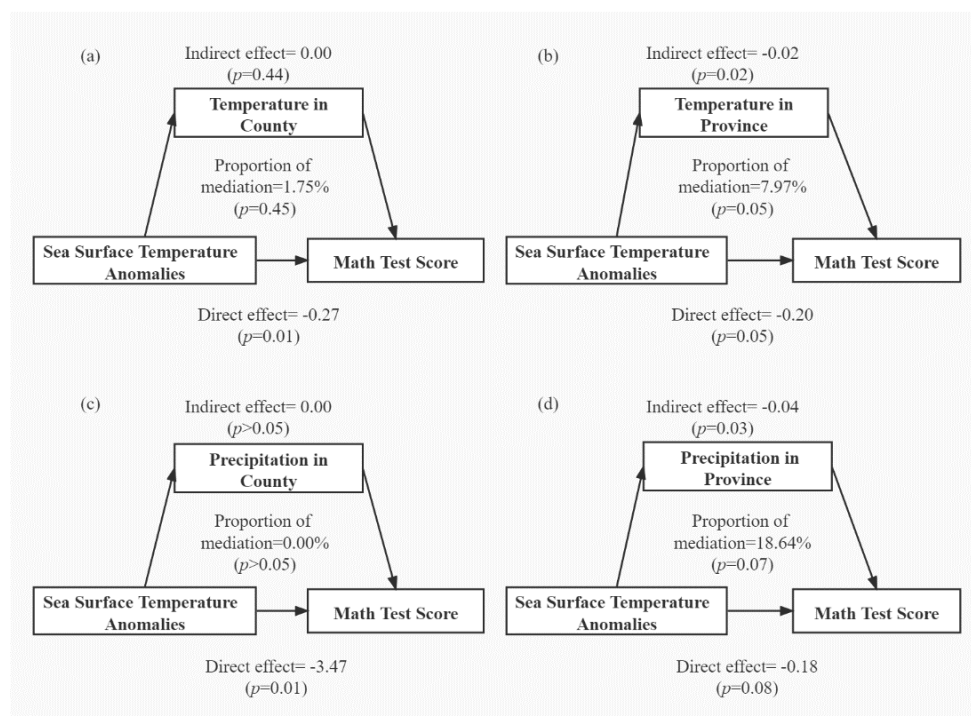 (a)
Indirect effect= 0.00
(p=0.44)
Temperature in
County
Proportion of
mediation=1.75%
(p=0.45)
Sea Surface Temperature
Anomalies
Math Test Score
Direct effect= -0.27
(p=0.01)
(b)
Indirect effect= -0.02
(p=0.02)
Temperature in
Province
Proportion of
mediation=7.97%
(p=0.05)
Sea Surface Temperature
Anomalies
Math Test Score
Direct effect= -0.20
(p=0.05)
(c)
Indirect effect= 0.00
(p>0.05)
Precipitation in
County
Proportion of
mediation=0.00%
(p>0.05)
Sea Surface Temperature
Anomalies
Math Test Score
Direct effect= -3.47
(p=0.01)
(d)
Indirect effect= -0.04
(p=0.03)
Precipitation in
Province
Proportion of
mediation=18.64%
(p=0.07)
Sea Surface Temperature
Anomalies
Math Test Score
Direct effect= -0.18
(p=0.08)